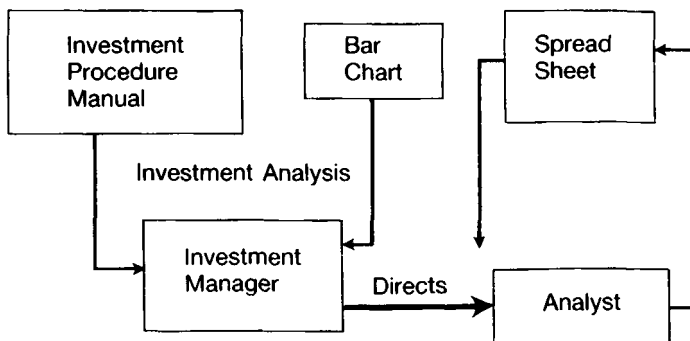 Investment
Procedure
Manual
Bar
Chart
Spread
Sheet
Investment Analysis
Investment
Manager
Directs
Analyst